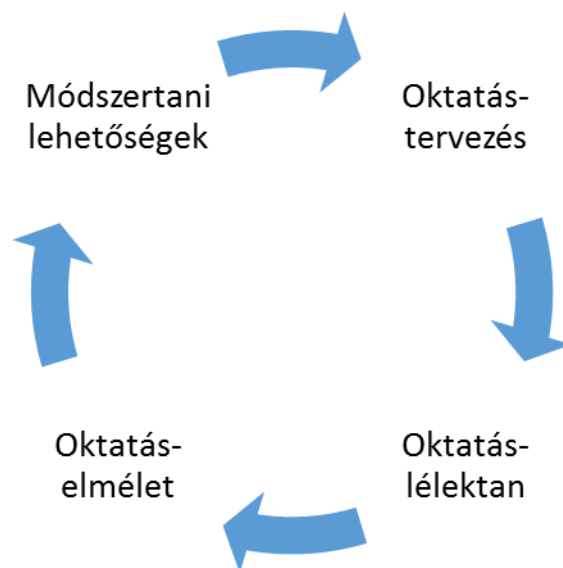 Módszertani
lehetőségek
Oktatás-
tervezés
Oktatás-
lélektan
Oktatás-
elmélet